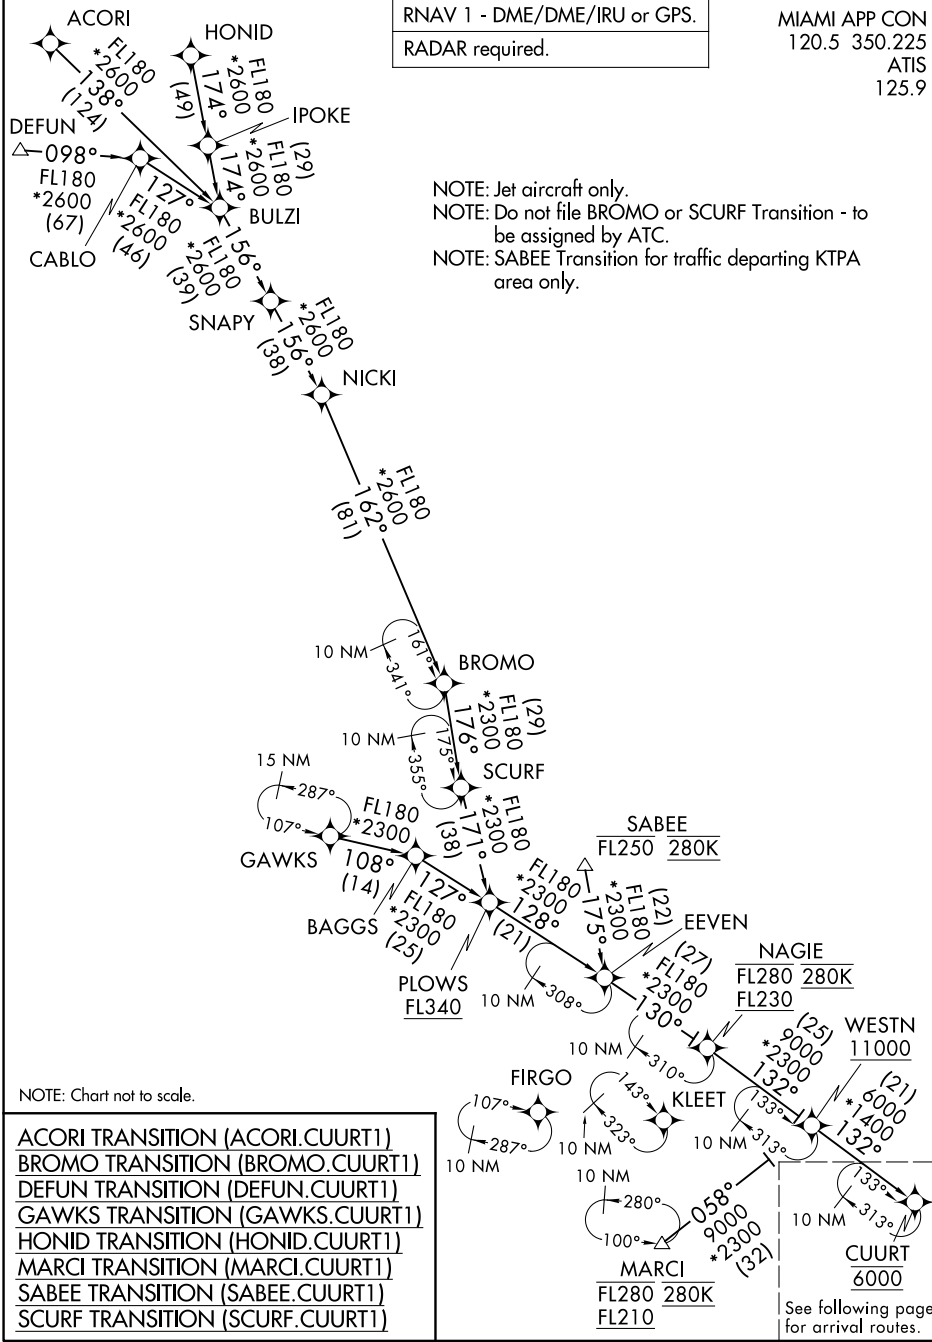 RNAV 1 - DME/DME/IRU or GPS.
RADAR required.
MIAMI APP CON
120.5 350.225
ATIS
125.9
NOTE: Jet aircraft only.
NOTE: Do not file BROMO or SCURF Transition - to
be assigned by ATC.
NOTE: SABEE Transition for traffic departing KTPA
area only.
ACORI
FL180
*2600
138°
(124)
HONID
FL180
*2600
174°
(49)
IPOKE
(29)
FL180
*2600
174°
DEFUN
098°
FL180
*2600
(67)
CABLO
127°
FL180
*2600
(46)
BULZI
156°
FL180
*2600
(39)
SNAPY
FL180
*2600
156°
(38)
NICKI
FL180
*2600
162°
(81)
10 NM
161°
341°
BROMO
(29)
FL180
*2300
176°
10 NM
175°
355°
SCURF
FL180
*2300
171°
(38)
15 NM
287°
107°
GAWKS
FL180
*2300
108°
(14)
BAGGS
127°
FL180
*2300
(25)
PLOWS
FL340
FL180
*2300
128°
(21)
SABEE
FL250 280K
(22)
FL180
*2300
175°
EEVEN
10 NM
308°
(27)
FL180
*2300
130°
NAGIE
FL280 280K
FL230
10 NM
310°
(25)
9000
*2300
132°
WESTN
11000
10 NM
133°
313°
(21)
6000
*1400
132°
133°
313°
10 NM
CUURT
6000
See following page
for arrival routes.
FIRGO
107°
287°
10 NM
KLEET
143°
323°
10 NM
10 NM
280°
100°
MARCI
FL280 280K
FL210
058°
9000
*2300
(32)
NOTE: Chart not to scale.
ACORI TRANSITION (ACORI.CUURT1)
BROMO TRANSITION (BROMO.CUURT1)
DEFUN TRANSITION (DEFUN.CUURT1)
GAWKS TRANSITION (GAWKS.CUURT1)
HONID TRANSITION (HONID.CUURT1)
MARCI TRANSITION (MARCI.CUURT1)
SABEE TRANSITION (SABEE.CUURT1)
SCURF TRANSITION (SCURF.CUURT1)